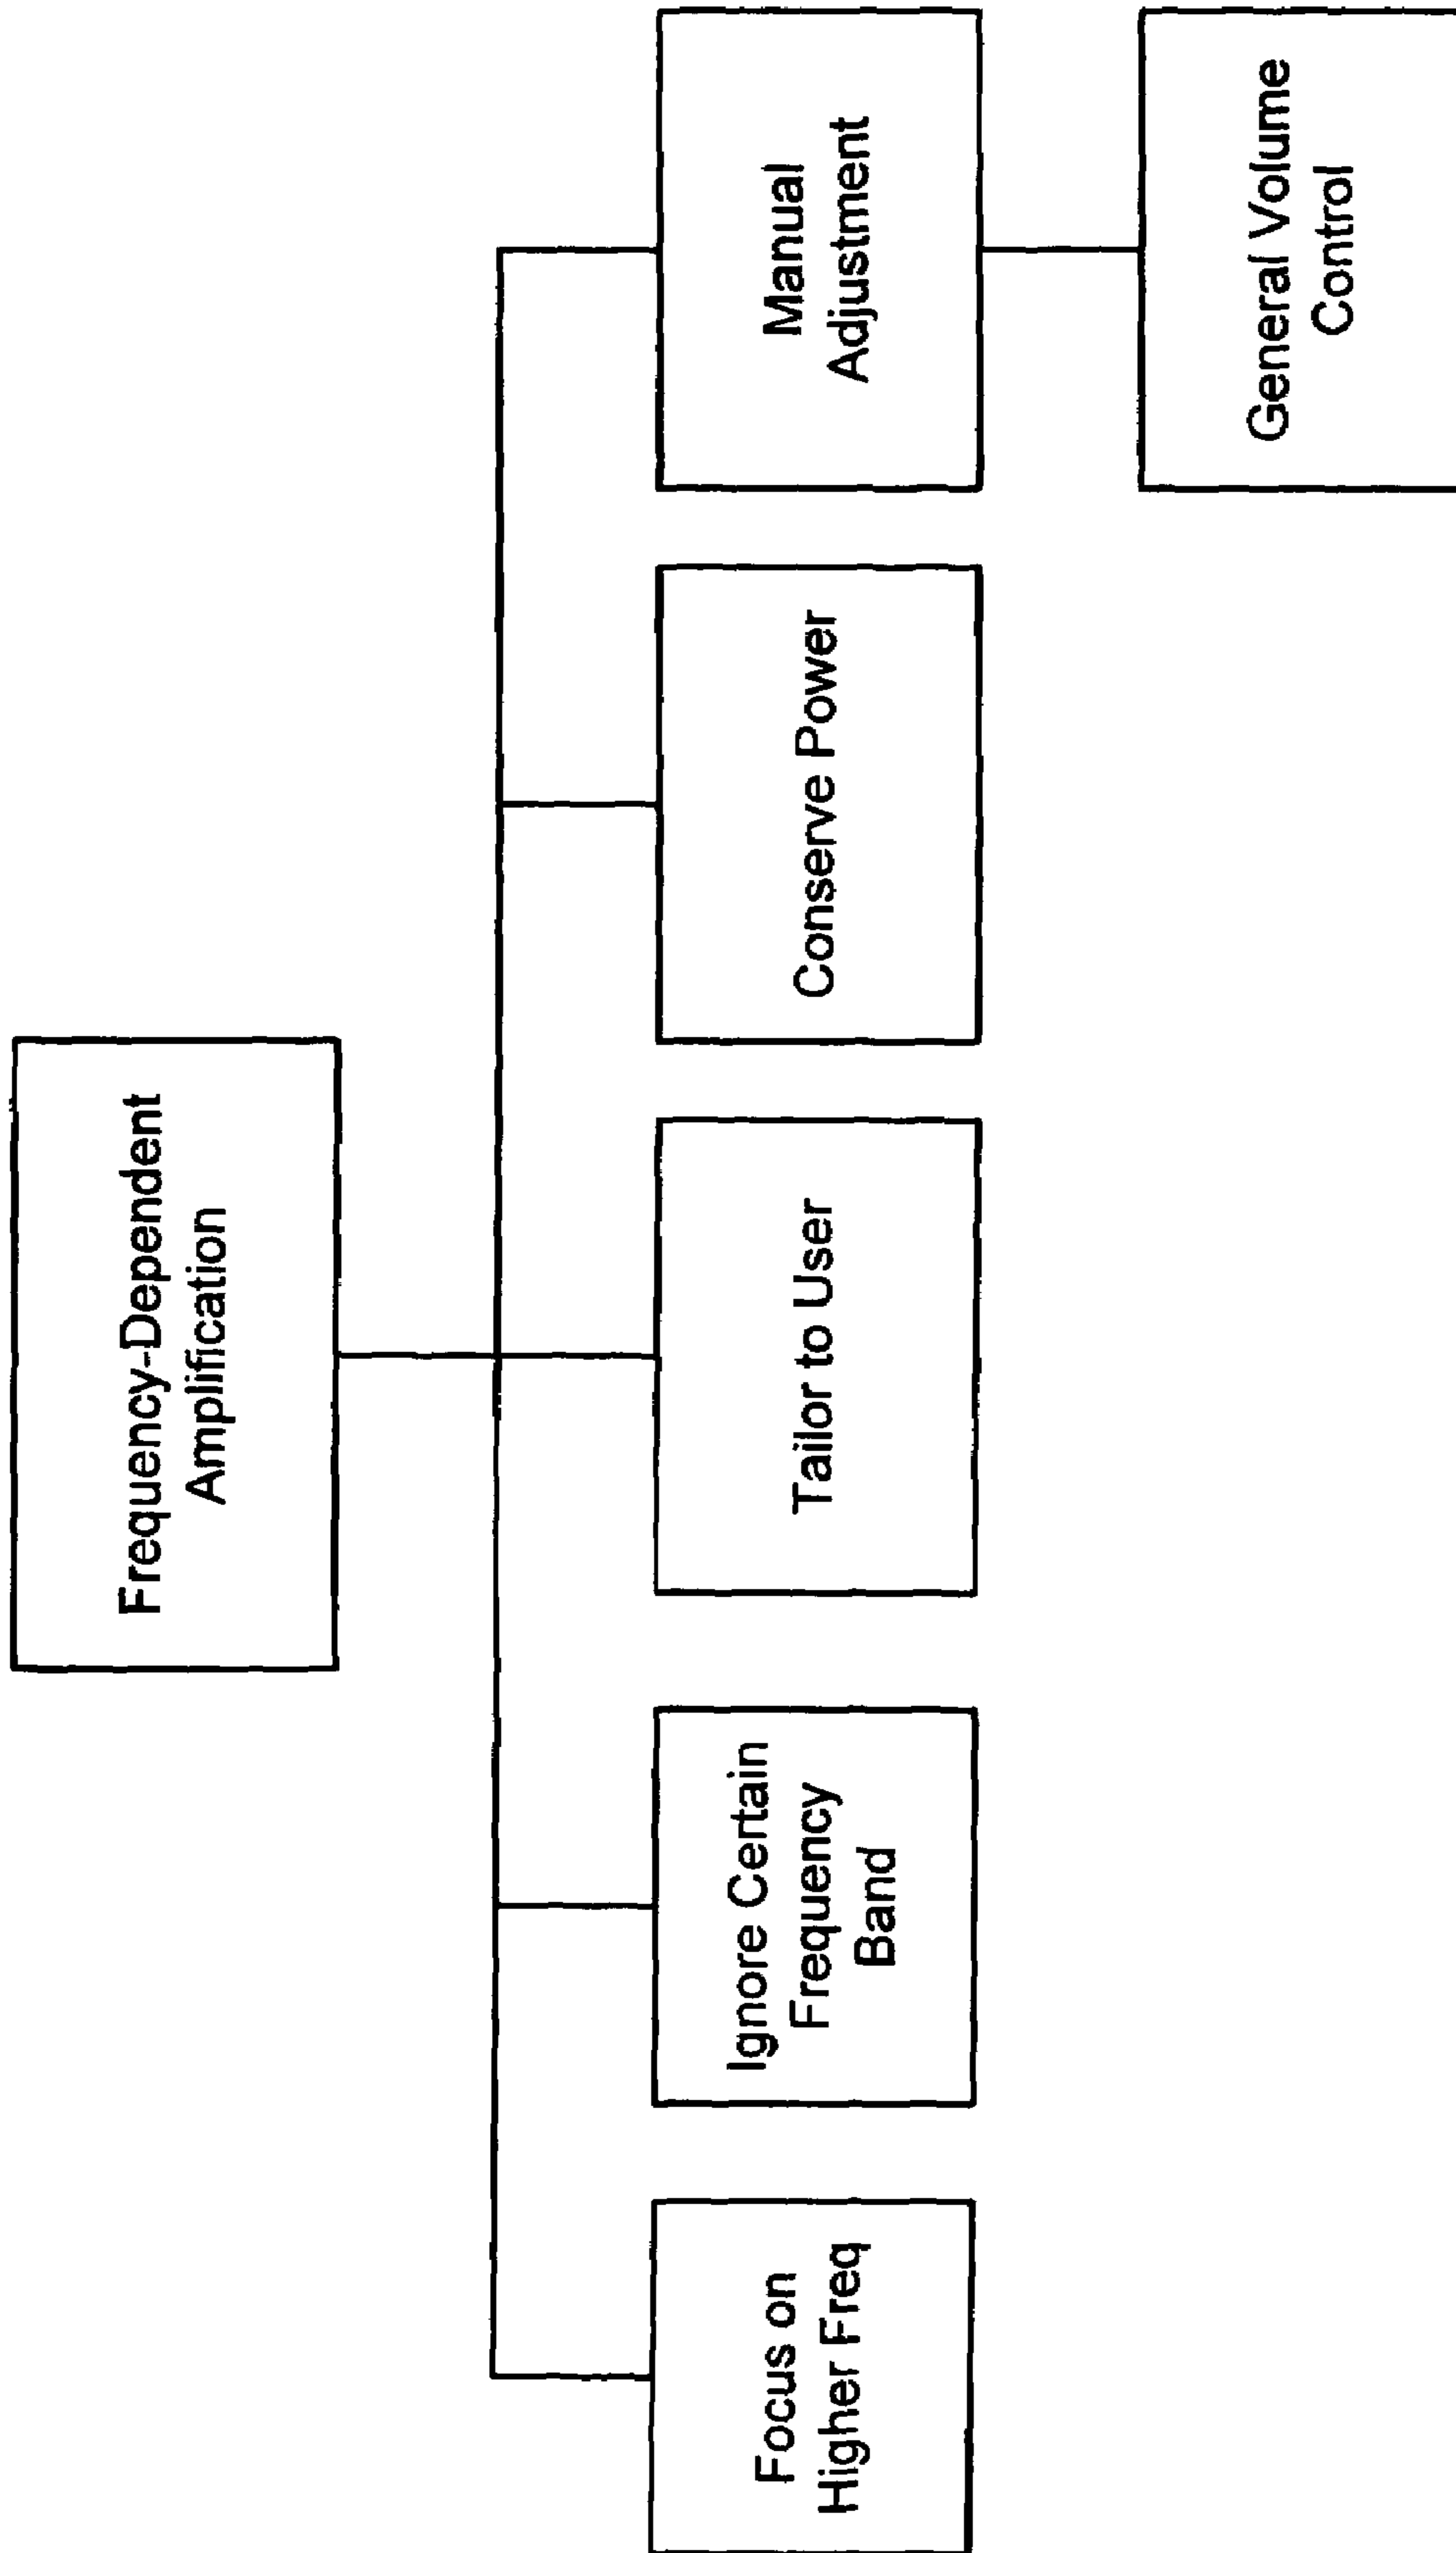 Frequency-Dependent
Amplification
Focus on
Higher Freq
Ignore Certain
Frequency
Band
Tailor to User
Conserve Power
Manual
Adjustment
General Volume
Control